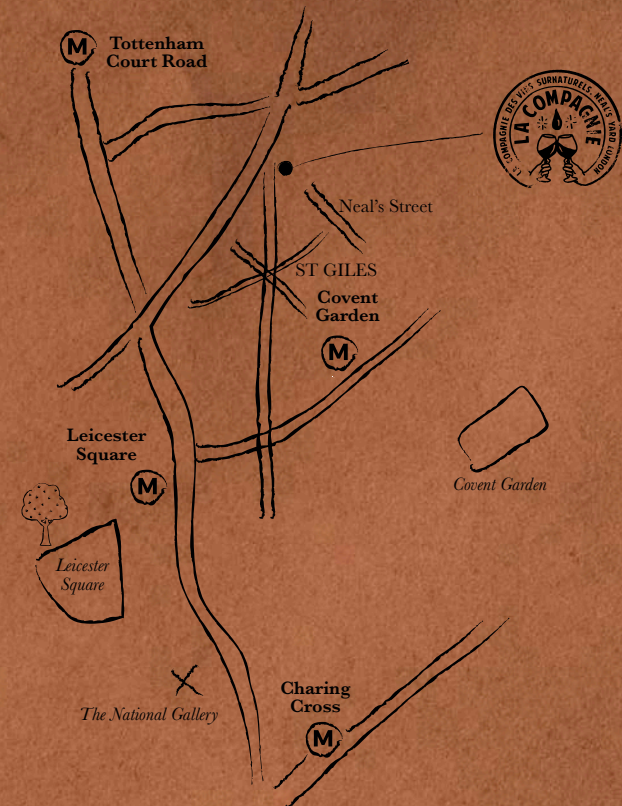 M
Tottenham
Court Road
LA COMPAGNIE
LE COMPAGNIE DES VINS SURNATURELS. NEAL'S YARD LONDON
Neal's Street
ST GILES
Covent
Garden
M
Leicester
Square
M
Covent Garden
Leicester
Square
The National Gallery
Charing
Cross
M